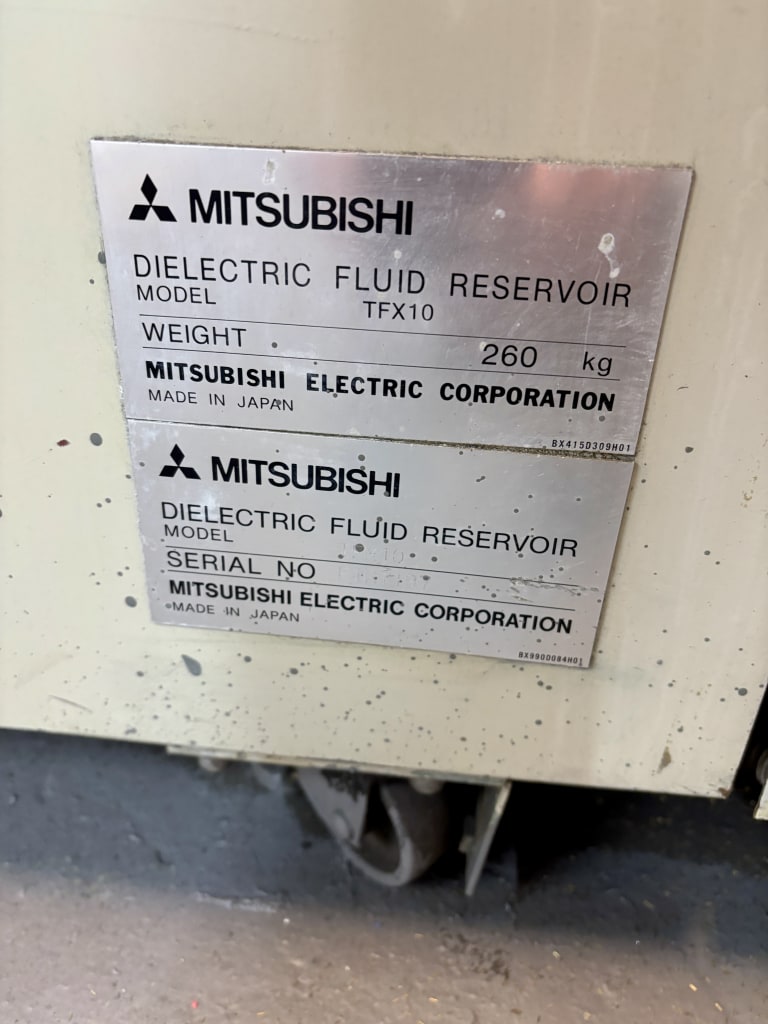 MITSUBISHI
DIELECTRIC FLUID RESERVOIR
MODEL TFX10
WEIGHT 260 kg
MITSUBISHI ELECTRIC CORPORATION
MADE IN JAPAN
BX415D309H01
MITSUBISHI
DIELECTRIC FLUID RESERVOIR
MODEL
SERIAL NO
MITSUBISHI ELECTRIC CORPORATION
MADE IN JAPAN
BX990D084H01